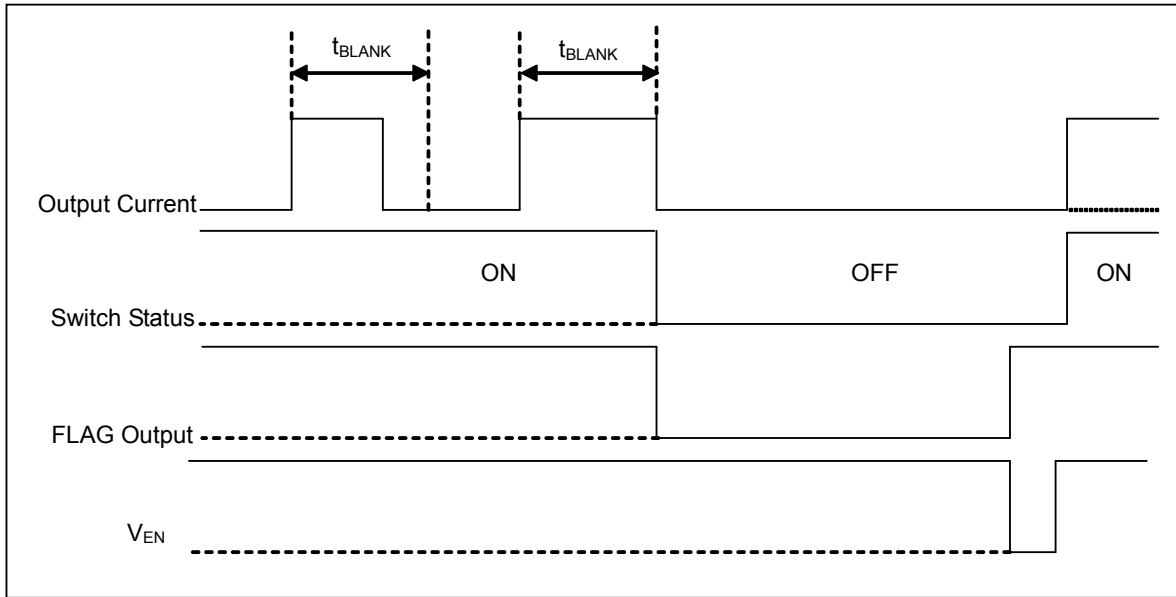 tBLANK
tBLANK
Output Current
ON
OFF
ON
Switch Status
FLAG Output
VEN